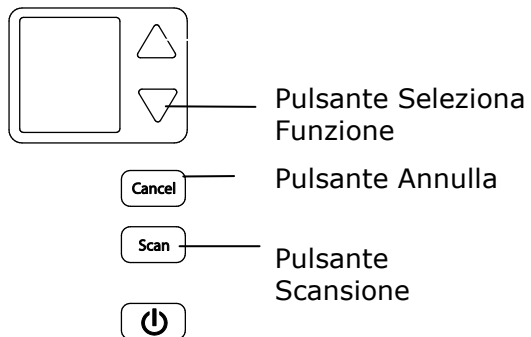 Pulsante Seleziona
Funzione
Cancel
Pulsante Annulla
Scan
Pulsante
Scansione